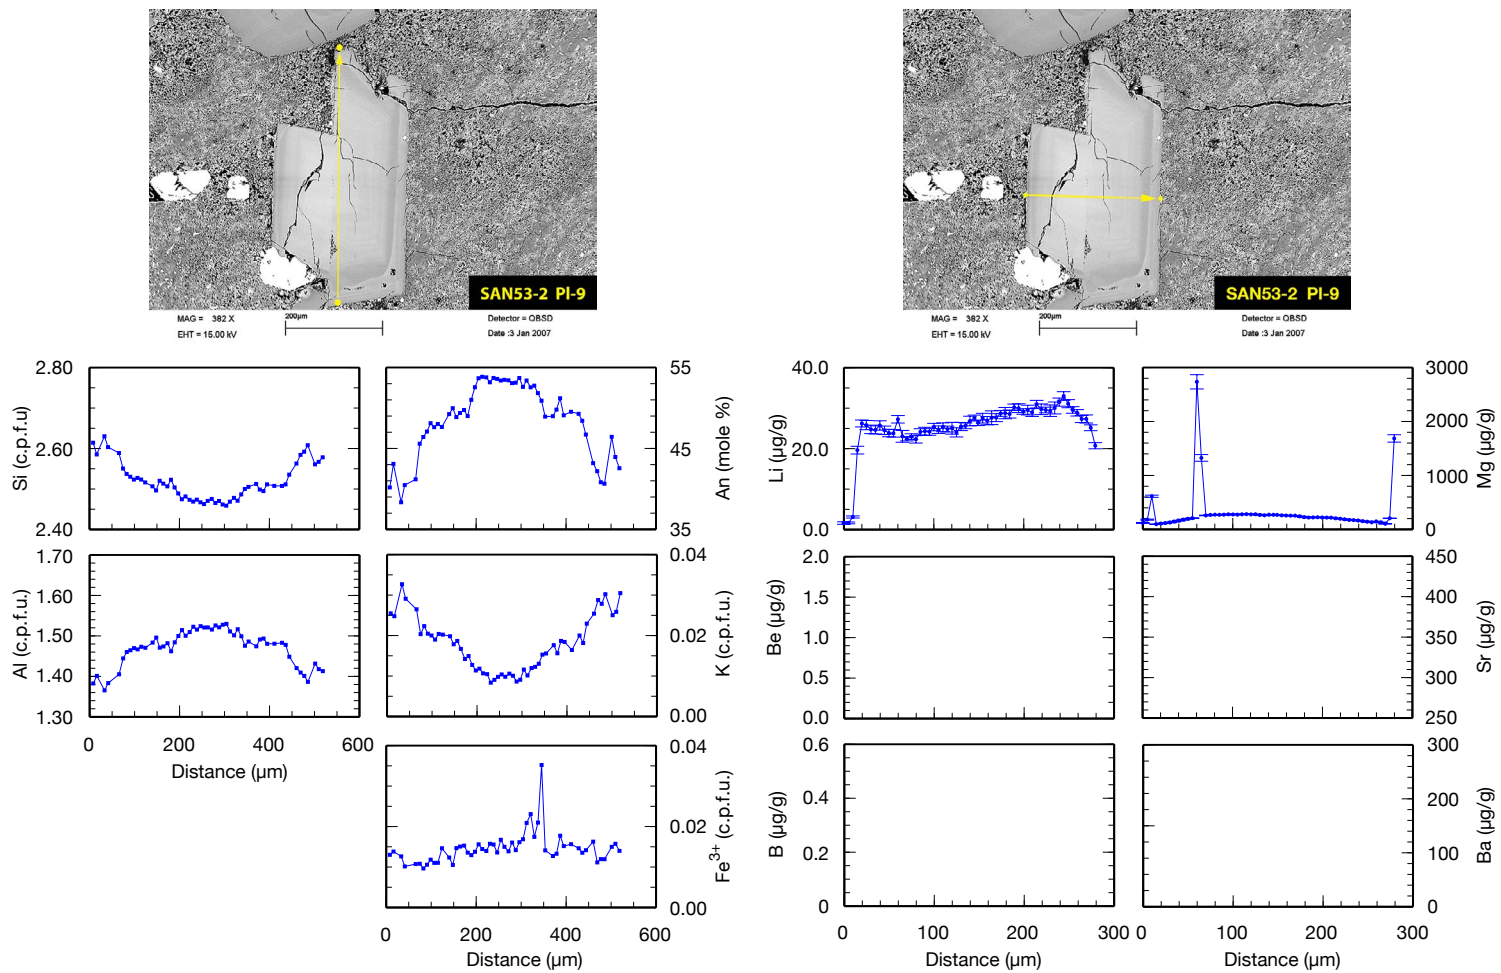 SAN53-2 Pl-9
MAG = 382 X
200µm
Detector = QBSD
EHT = 15.00 kV
Date :3 Jan 2007
SAN53-2 Pl-9
MAG = 382 X
200µm
Detector = QBSD
EHT = 15.00 kV
Date :3 Jan 2007
2.80
2.60
2.40
Si (c.p.f.u)
55
45
35
An (mole %)
1.70
1.60
1.50
1.40
1.30
Al (c.p.f.u.)
0 200 400 600
Distance (µm)
0.04
0.02
0.00
K (c.p.f.u.)
0.04
0.02
0.00
Fe3+ (c.p.f.u.)
0 200 400 600
Distance (µm)
40.0
20.0
0.0
Li (µg/g)
3000
2000
1000
0
Mg (µg/g)
2.0
1.5
1.0
0.5
0.0
Be (µg/g)
450
400
350
300
250
Sr (µg/g)
0.6
0.4
0.2
0
B (µg/g)
0 100 200 300
Distance (µm)
300
200
100
0
Ba (µg/g)
0 100 200 300
Distance (µm)